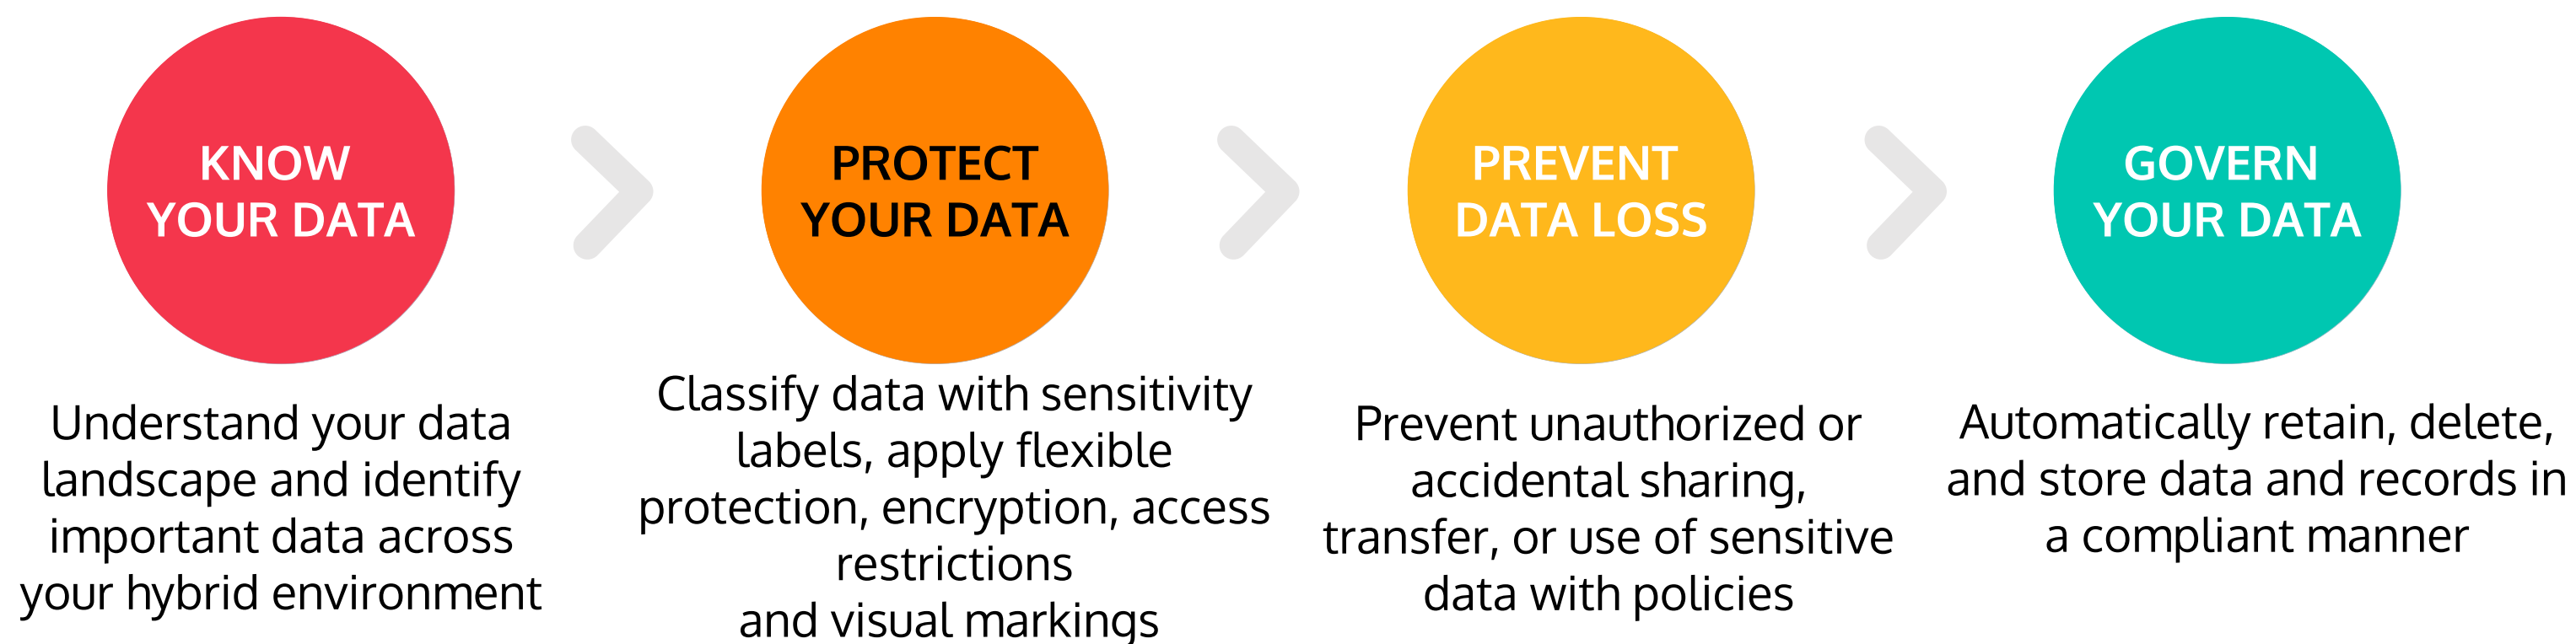 KNOW
YOUR DATA
Understand your data
landscape and identify
important data across
your hybrid environment
PROTECT
YOUR DATA
Classify data with sensitivity
labels, apply flexible
protection, encryption, access
restrictions
and visual markings
PREVENT
DATA LOSS
Prevent unauthorized or
accidental sharing,
transfer, or use of sensitive
data with policies
GOVERN
YOUR DATA
Automatically retain, delete,
and store data and records in
a compliant manner